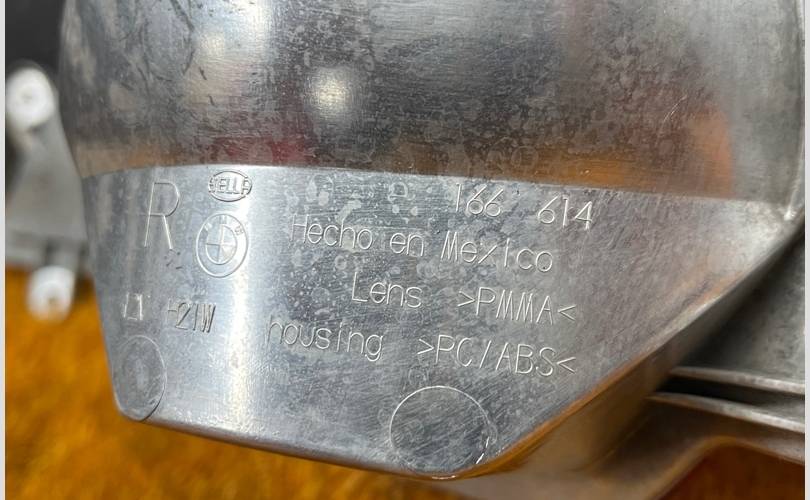 HELLA
R 166 614
Hecho en Mexico
Lens >PMMA<
H21W
housing >PC/ABS<